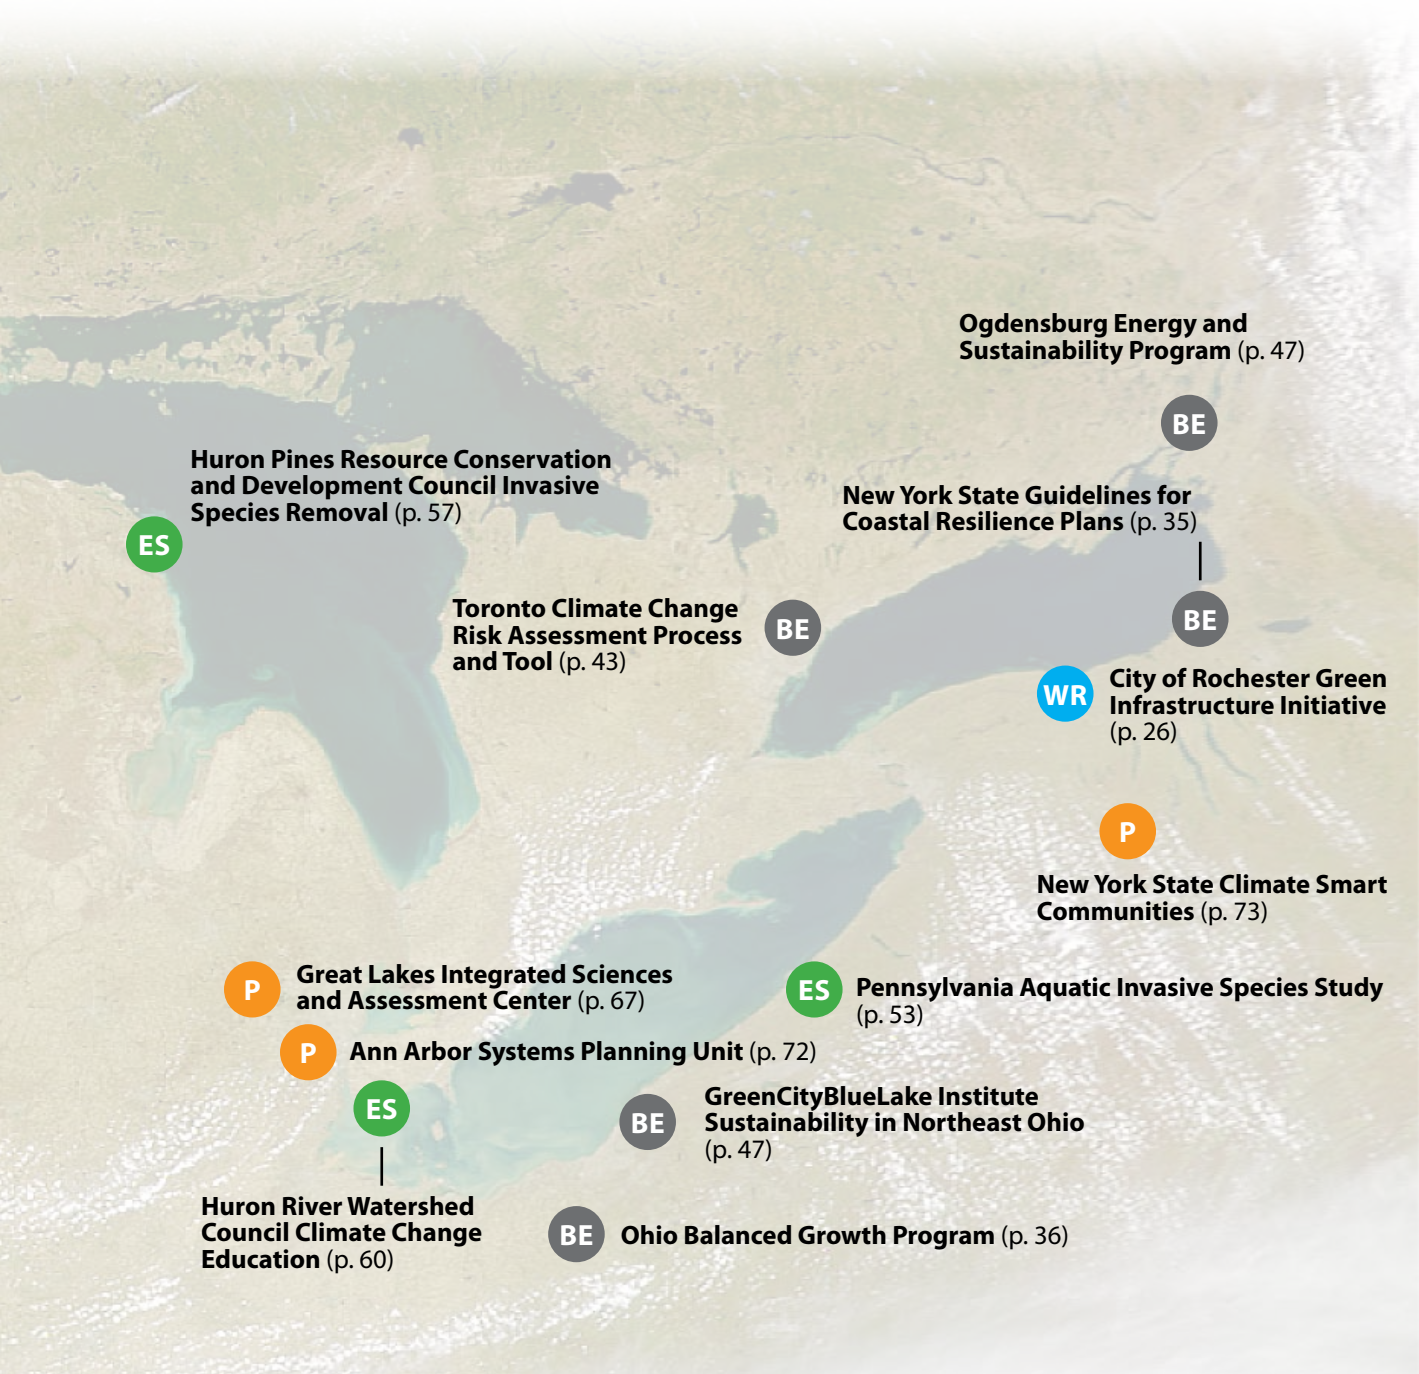 Ogdensburg Energy and
Sustainability Program (p. 47)
BE
Huron Pines Resource Conservation
and Development Council Invasive
Species Removal (p. 57)
ES
New York State Guidelines for
Coastal Resilience Plans (p. 35)
BE
Toronto Climate Change
Risk Assessment Process
and Tool (p. 43)
BE
WR
City of Rochester Green
Infrastructure Initiative
(p. 26)
P
New York State Climate Smart
Communities (p. 73)
P
Great Lakes Integrated Sciences
and Assessment Center (p. 67)
ES
Pennsylvania Aquatic Invasive Species Study
(p. 53)
P
Ann Arbor Systems Planning Unit (p. 72)
ES
Huron River Watershed
Council Climate Change
Education (p. 60)
BE
GreenCityBlueLake Institute
Sustainability in Northeast Ohio
(p. 47)
BE
Ohio Balanced Growth Program (p. 36)